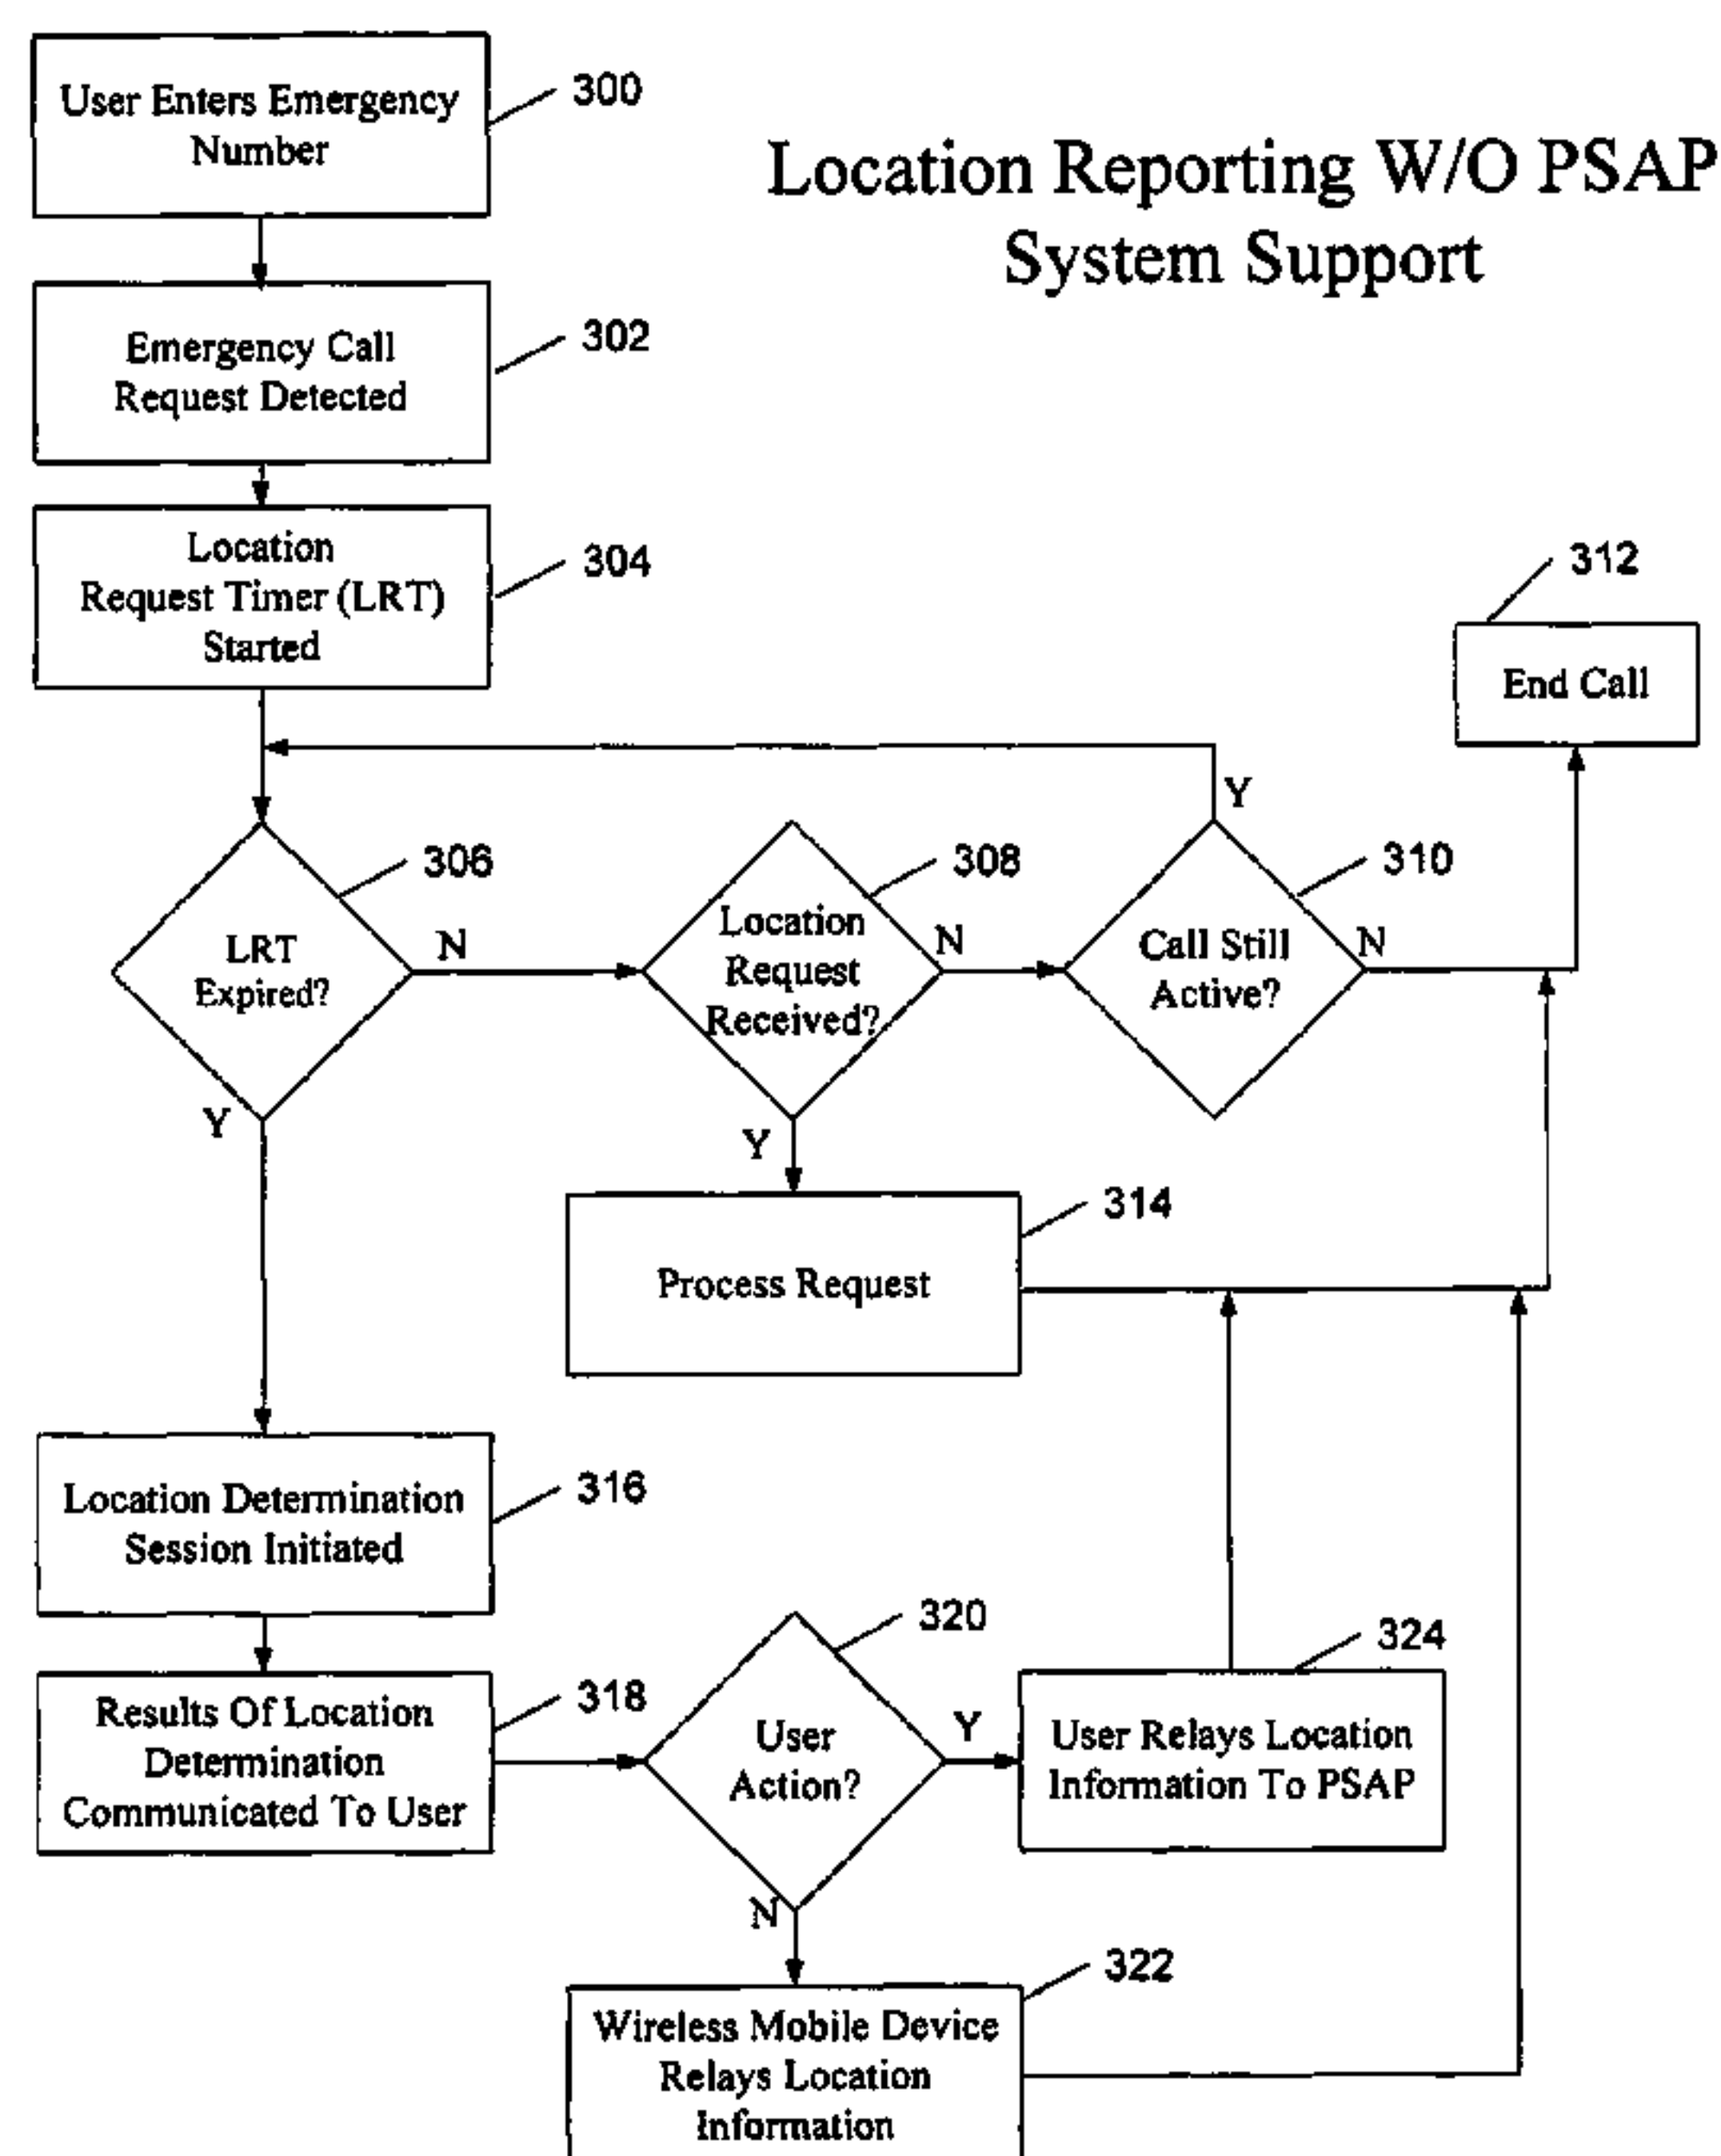 User Enters Emergency
Number
300
Location Reporting W/O PSAP
System Support
Emergency Call
Request Detected
302
Location
Request Timer (LRT)
Started
304
312
End Call
Y
306
308
310
LRT
Expired?
N
Location
Request
Received?
N
Call Still
Active?
N
Y
Y
314
Process Request
Location Determination
Session Initiated
316
Results Of Location
Determination
Communicated To User
318
320
User
Action?
Y
324
User Relays Location
Information To PSAP
N
322
Wireless Mobile Device
Relays Location
Information